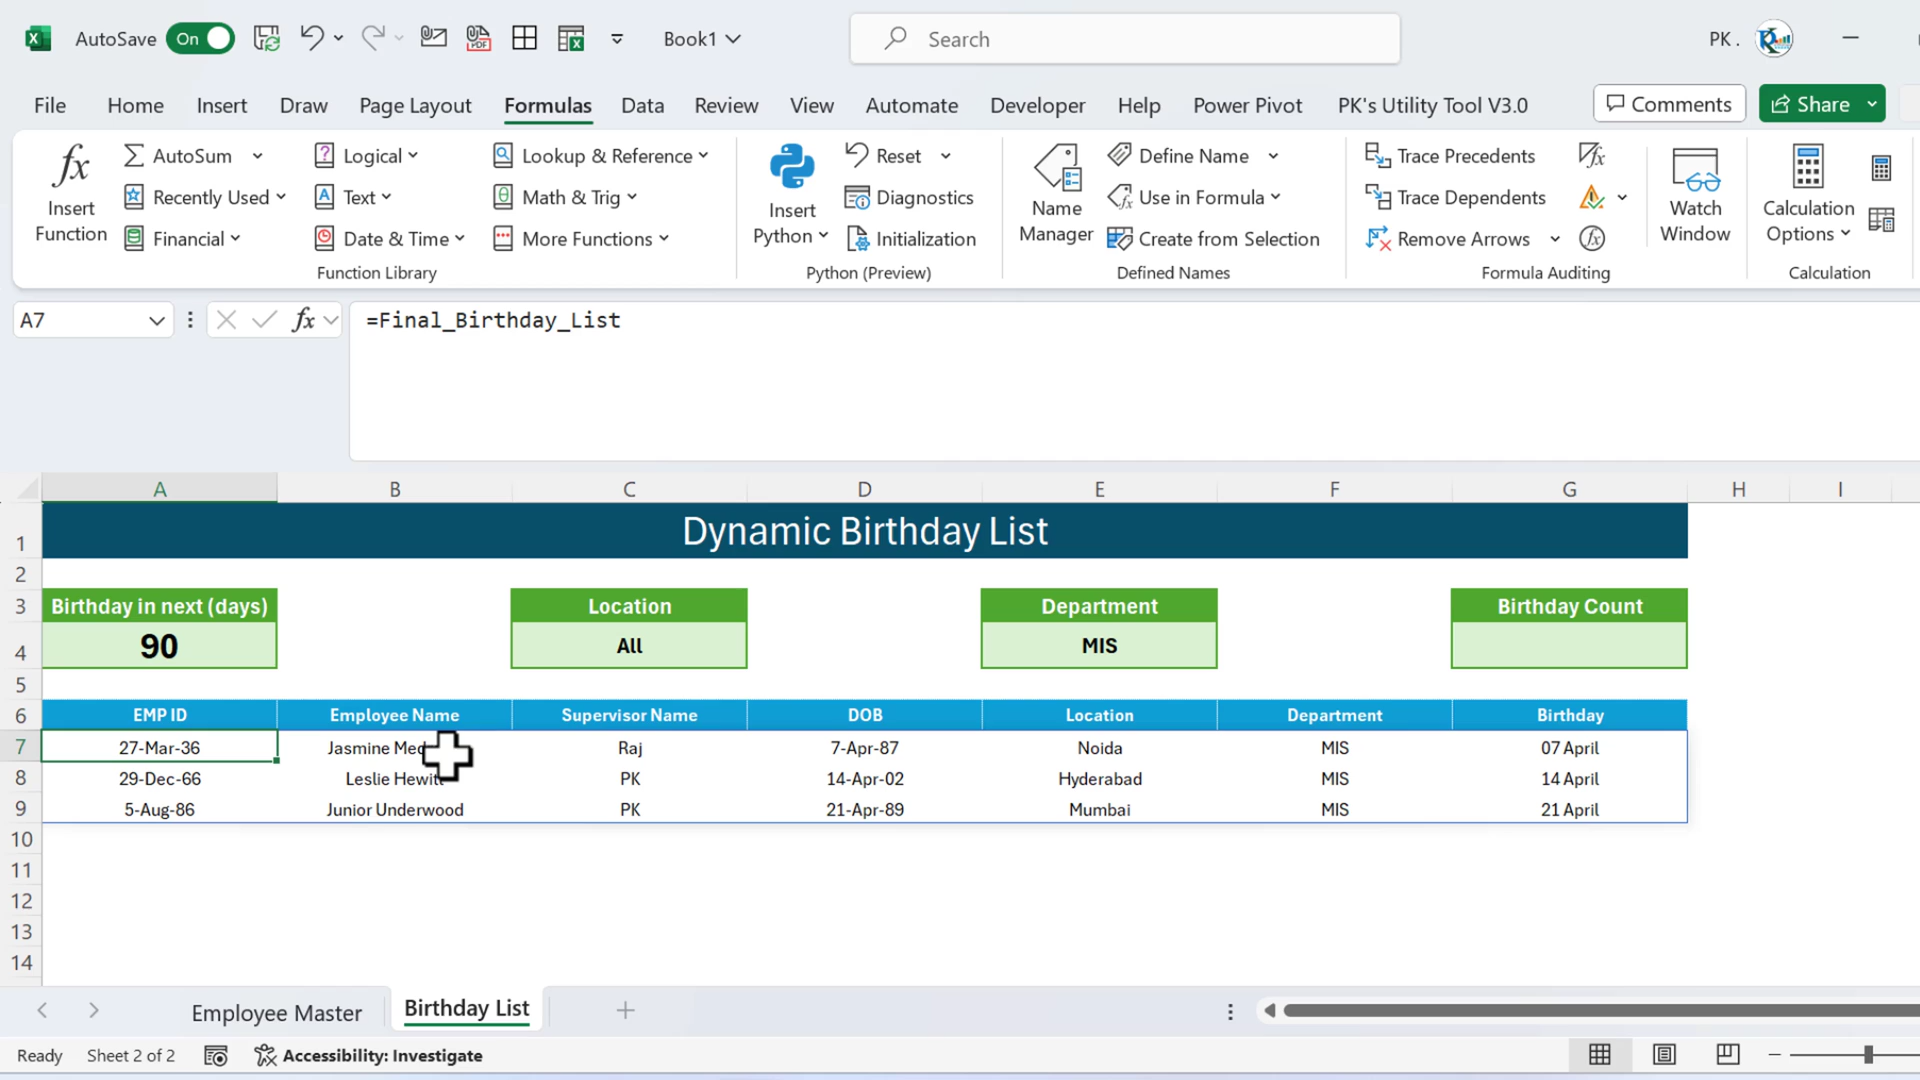 AutoSave On Book1 Search PK .
File Home Insert Draw Page Layout Formulas Data Review View Automate Developer Help Power Pivot PK's Utility Tool V3.0 Comments Share
fx AutoSum Logical Lookup & Reference Reset Define Name Trace Precedents
Insert Function Recently Used Text Math & Trig Insert Python Diagnostics Name Manager Use in Formula Trace Dependents Watch Window Calculation Options
Financial Date & Time More Functions Initialization Create from Selection Remove Arrows
Function Library Python (Preview) Defined Names Formula Auditing Calculation
A7 fx =Final_Birthday_List
A B C D E F G H I
1 Dynamic Birthday List
2
3 Birthday in next (days) Location Department Birthday Count
4 90 All MIS
5
6 EMP ID Employee Name Supervisor Name DOB Location Department Birthday
7 27-Mar-36 Jasmine Raj 7-Apr-87 Noida MIS 07 April
8 29-Dec-66 Leslie Hewitt PK 14-Apr-02 Hyderabad MIS 14 April
9 5-Aug-86 Junior Underwood PK 21-Apr-89 Mumbai MIS 21 April
10
11
12
13
14
Employee Master Birthday List
Ready Sheet 2 of 2 Accessibility: Investigate